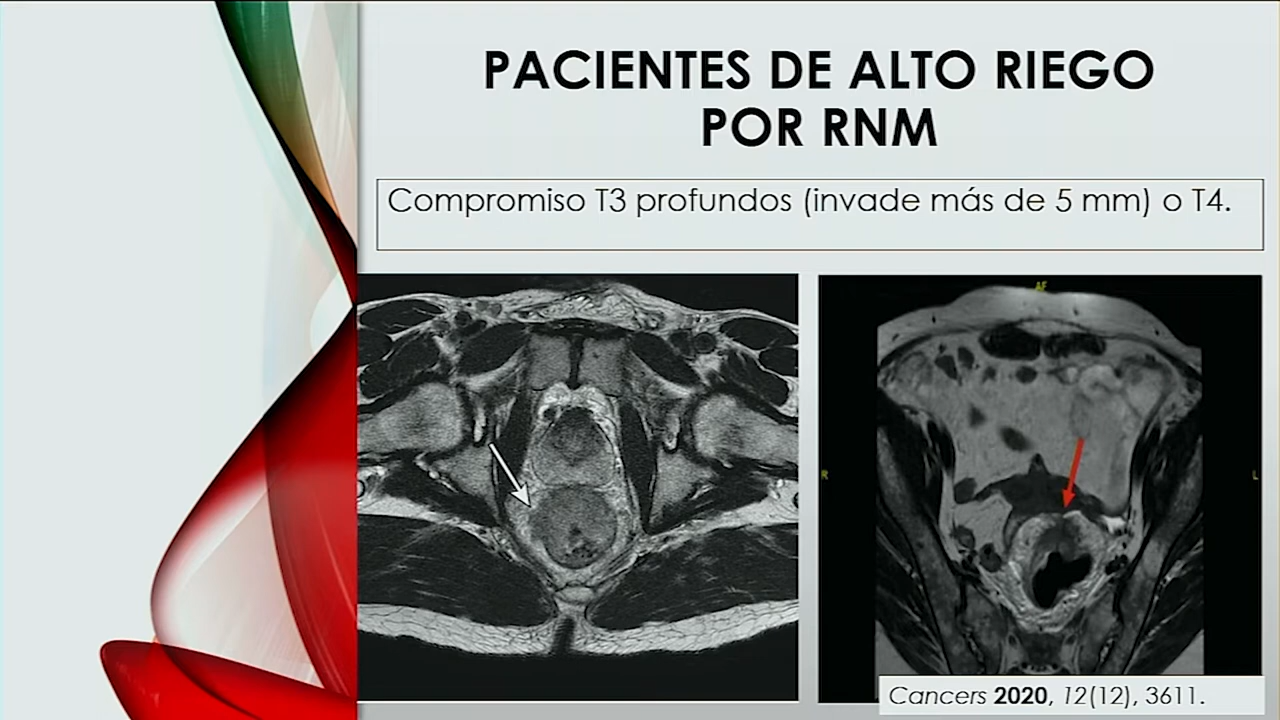 PACIENTES DE ALTO RIEGO
POR RNM
Compromiso T3 profundos (invade más de 5 mm) o T4.
AF
R
L
Cancers 2020, 12(12), 3611.